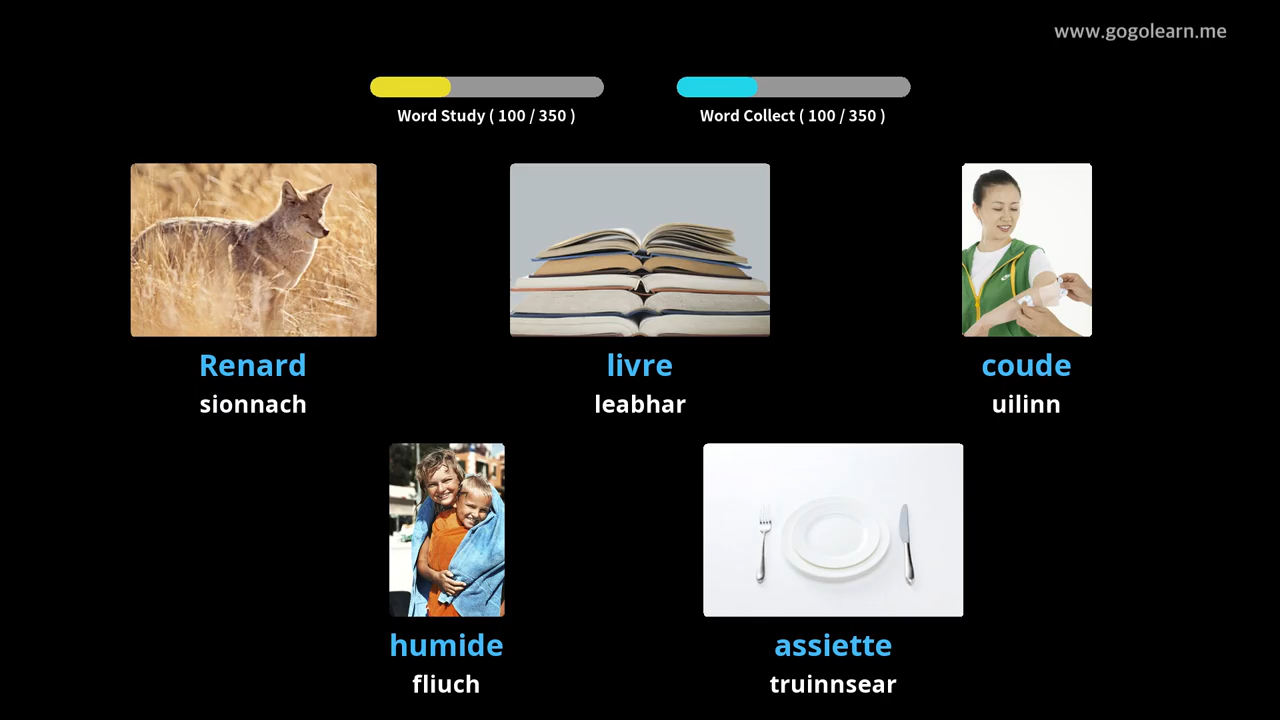 www.gogolearn.me
Word Study ( 100 / 350 )
Word Collect ( 100 / 350 )
Renard
sionnach
livre
leabhar
coude
uilinn
humide
fliuch
assiette
truinnsear